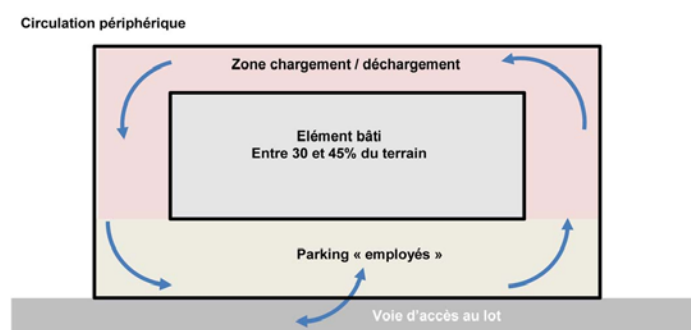 Circulation périphérique
Zone chargement / déchargement
Elément bâti
Entre 30 et 45% du terrain
Parking « employés »
Voie d'accès au lot